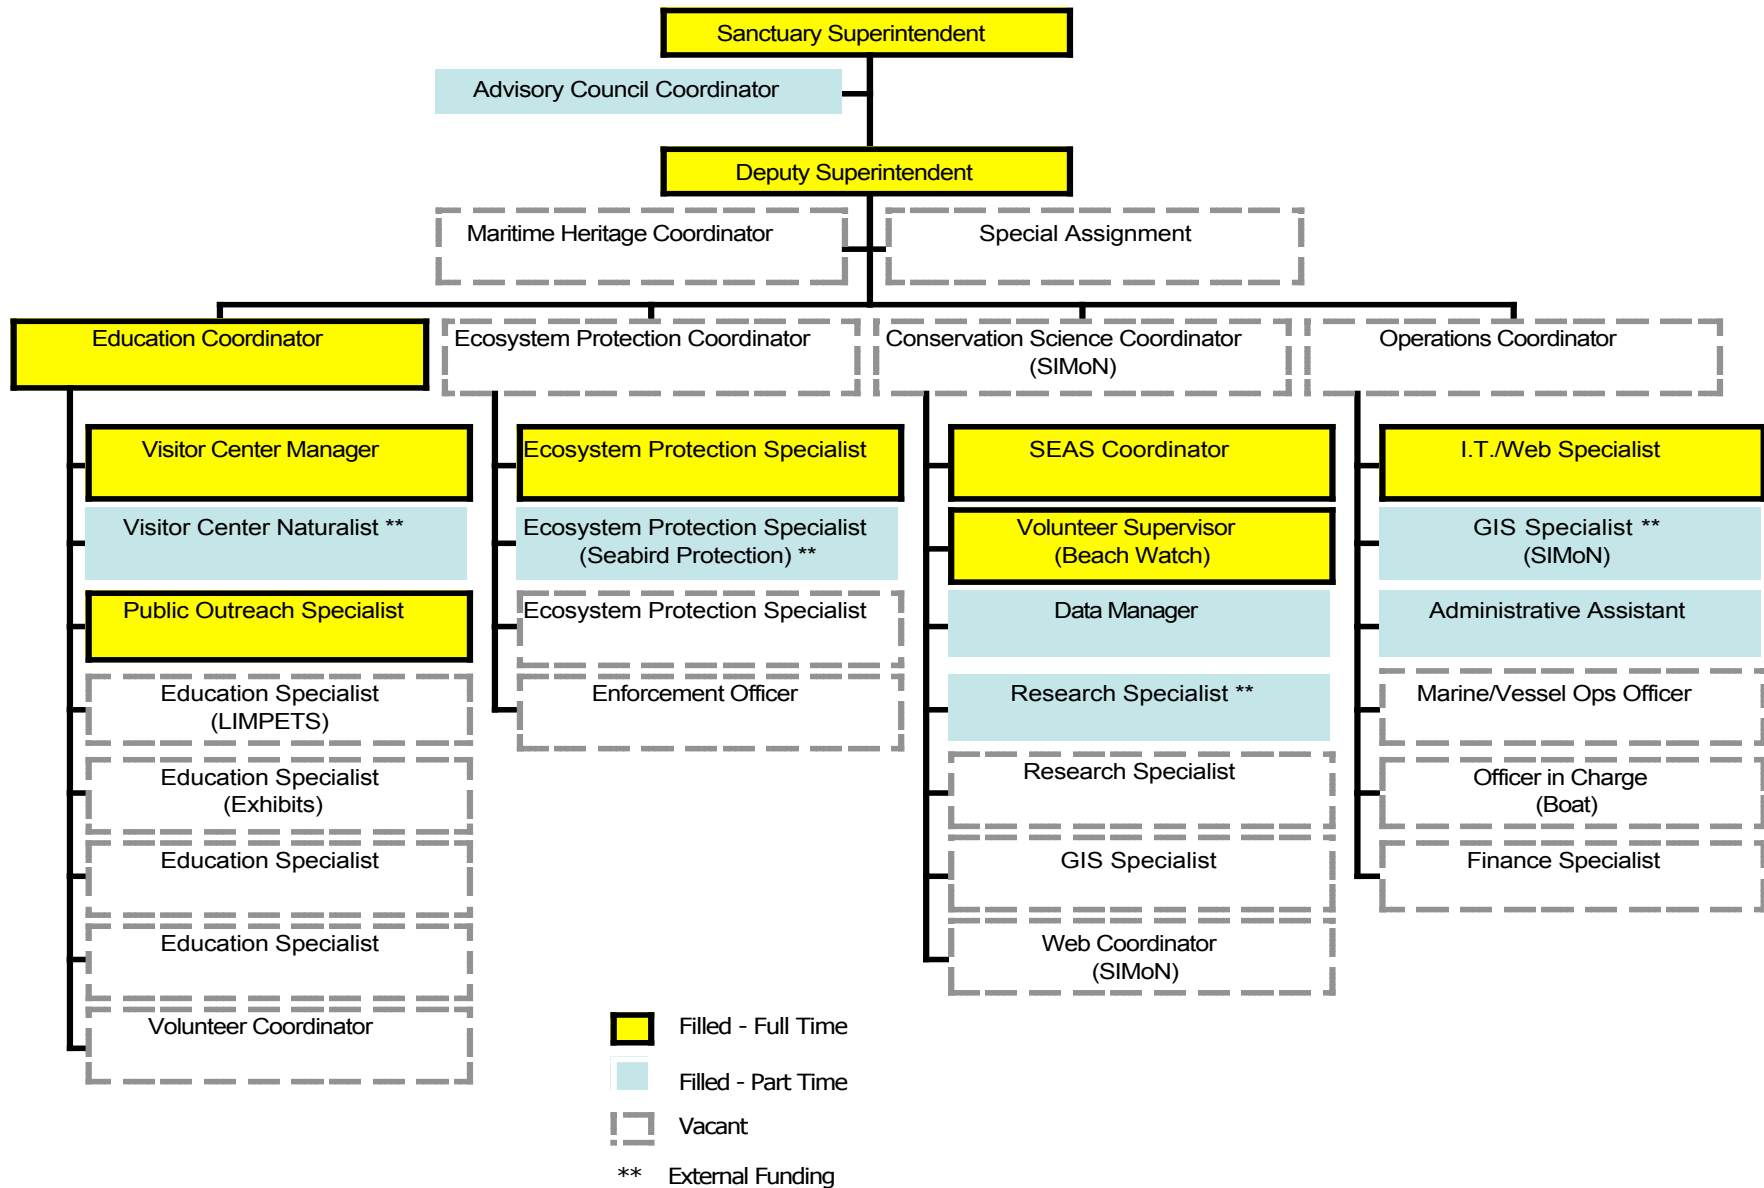 Sanctuary Superintendent
Advisory Council Coordinator
Deputy Superintendent
Maritime Heritage Coordinator
Special Assignment
Education Coordinator
Ecosystem Protection Coordinator
Conservation Science Coordinator
(SIMoN)
Operations Coordinator
Visitor Center Manager
Visitor Center Naturalist **
Public Outreach Specialist
Education Specialist
(LIMPETS)
Education Specialist
(Exhibits)
Education Specialist
Education Specialist
Volunteer Coordinator
Ecosystem Protection Specialist
Ecosystem Protection Specialist
(Seabird Protection) **
Ecosystem Protection Specialist
Enforcement Officer
SEAS Coordinator
Volunteer Supervisor
(Beach Watch)
Data Manager
Research Specialist **
Research Specialist
GIS Specialist
Web Coordinator
(SIMoN)
I.T./Web Specialist
GIS Specialist **
(SIMoN)
Administrative Assistant
Marine/Vessel Ops Officer
Officer in Charge
(Boat)
Finance Specialist
Filled - Full Time
Filled - Part Time
Vacant
** External Funding